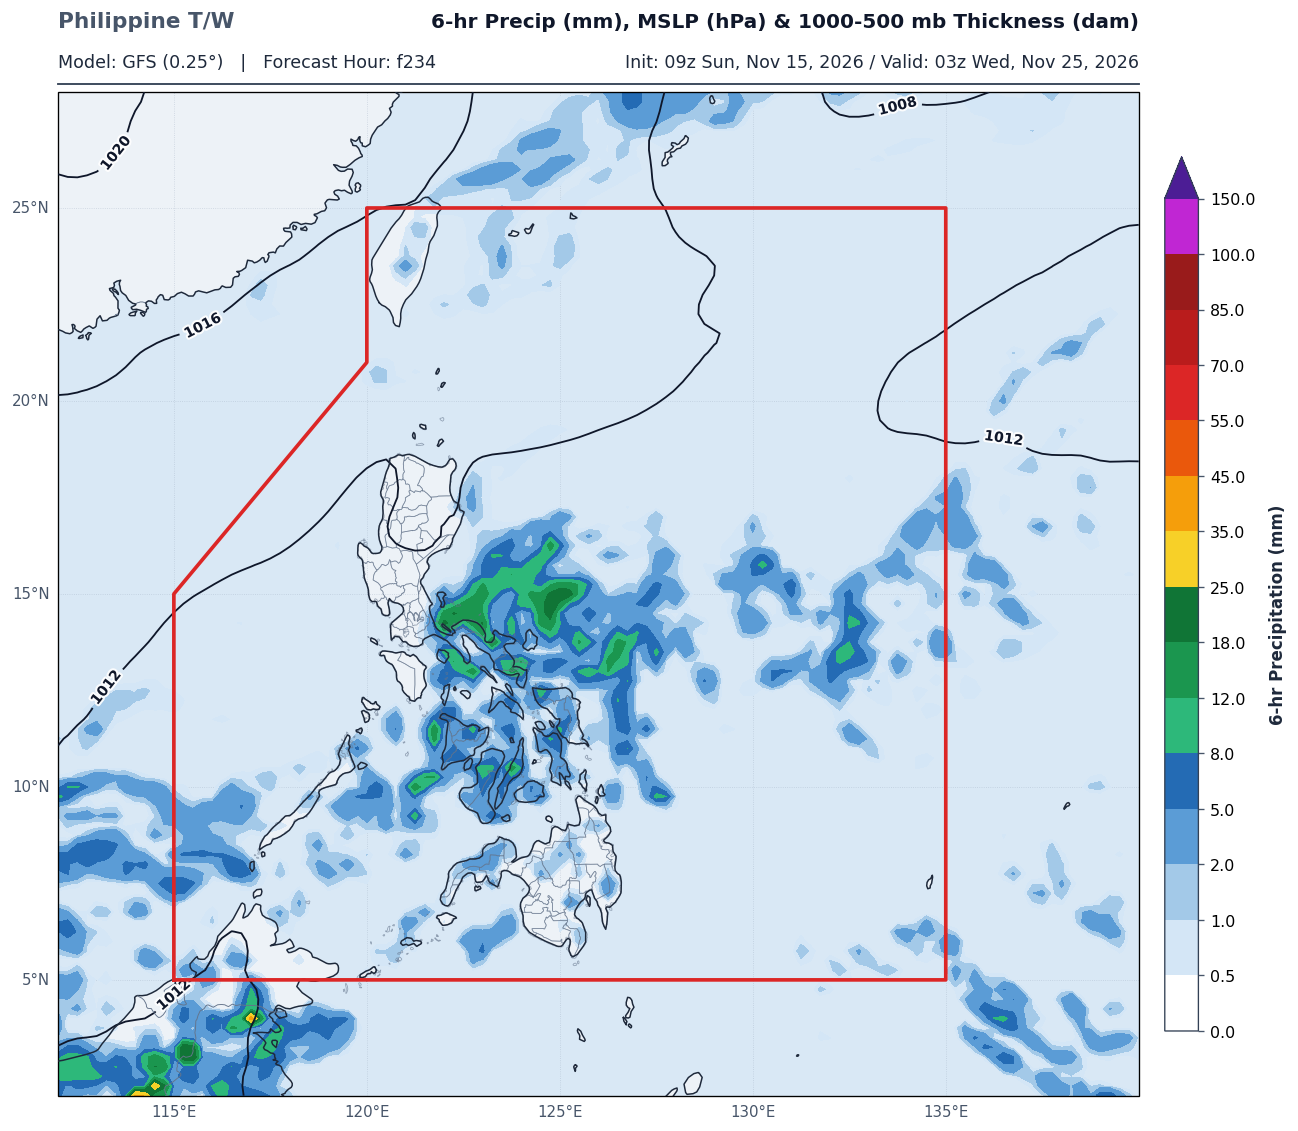 Philippine T/W
6-hr Precip (mm), MSLP (hPa) & 1000-500 mb Thickness (dam)
Model: GFS (0.25°) | Forecast Hour: f234
Init: 09z Sun, Nov 15, 2026 / Valid: 03z Wed, Nov 25, 2026
1020
1008
1016
1012
1012
1012
25°N
20°N
15°N
10°N
5°N
115°E
120°E
125°E
130°E
135°E
150.0
100.0
85.0
70.0
55.0
45.0
35.0
25.0
18.0
12.0
8.0
5.0
2.0
1.0
0.5
0.0
6-hr Precipitation (mm)